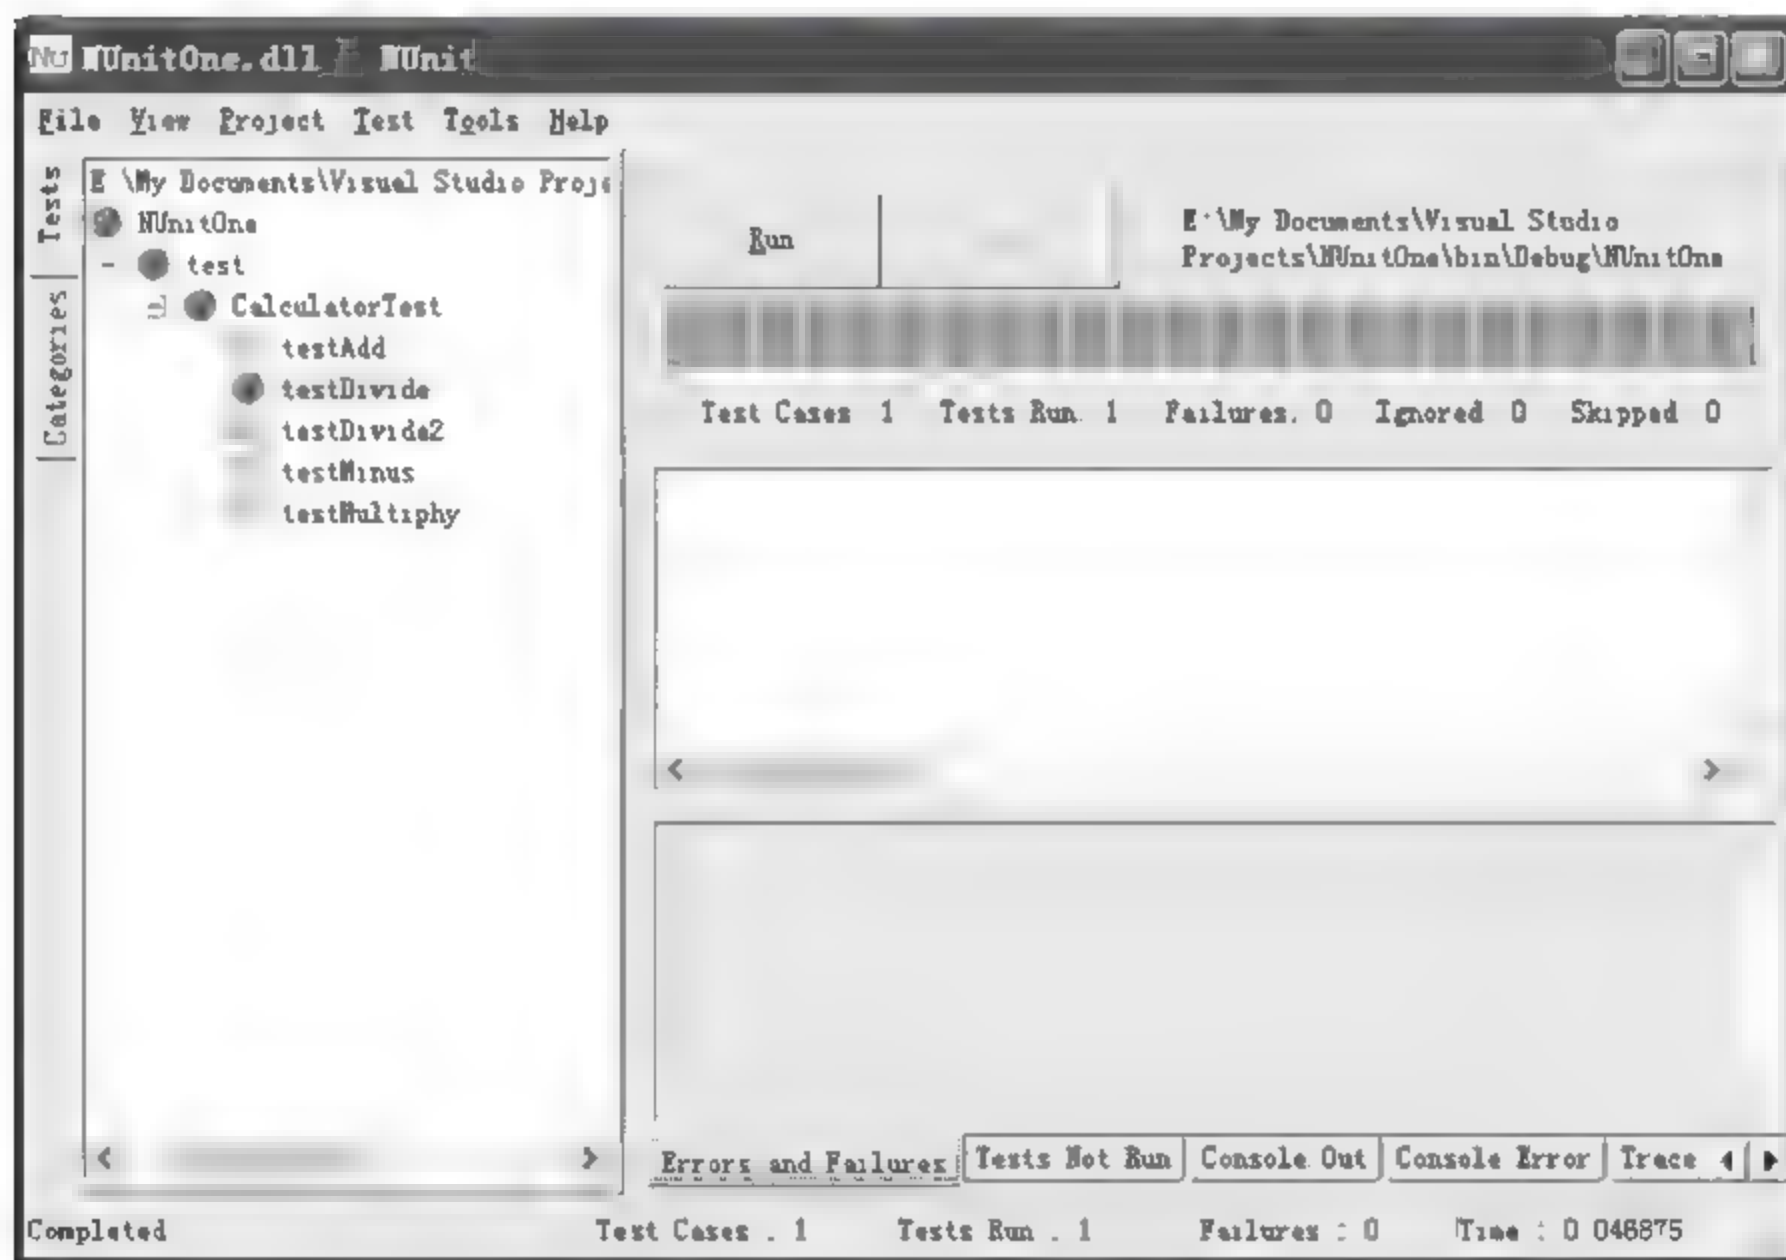 NUnitOne.dll - NUnit
File View Project Test Tools Help
Tests
Categories
E \My Documents\Visual Studio Proje
NUnitOne
test
CalculatorTest
testAdd
testDivide
testDivide2
testMinus
testMultiphy
Run
E:\My Documents\Visual Studio
Projects\NUnitOne\bin\Debug\NUnitOne
Test Cases 1 Tests Run 1 Failures. 0 Ignored 0 Skipped 0
Errors and Failures Tests Not Run Console Out Console Error Trace
Completed Test Cases . 1 Tests Run . 1 Failures : 0 Time : 0 046875